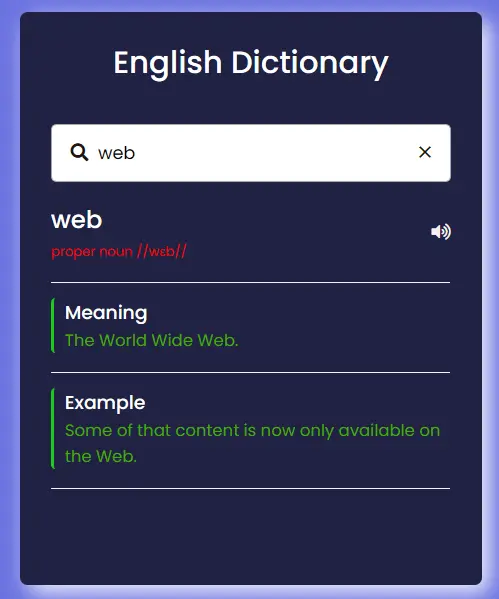 English Dictionary
web
web
proper noun //wɛb//
Meaning
The World Wide Web.
Example
Some of that content is now only available on
the Web.